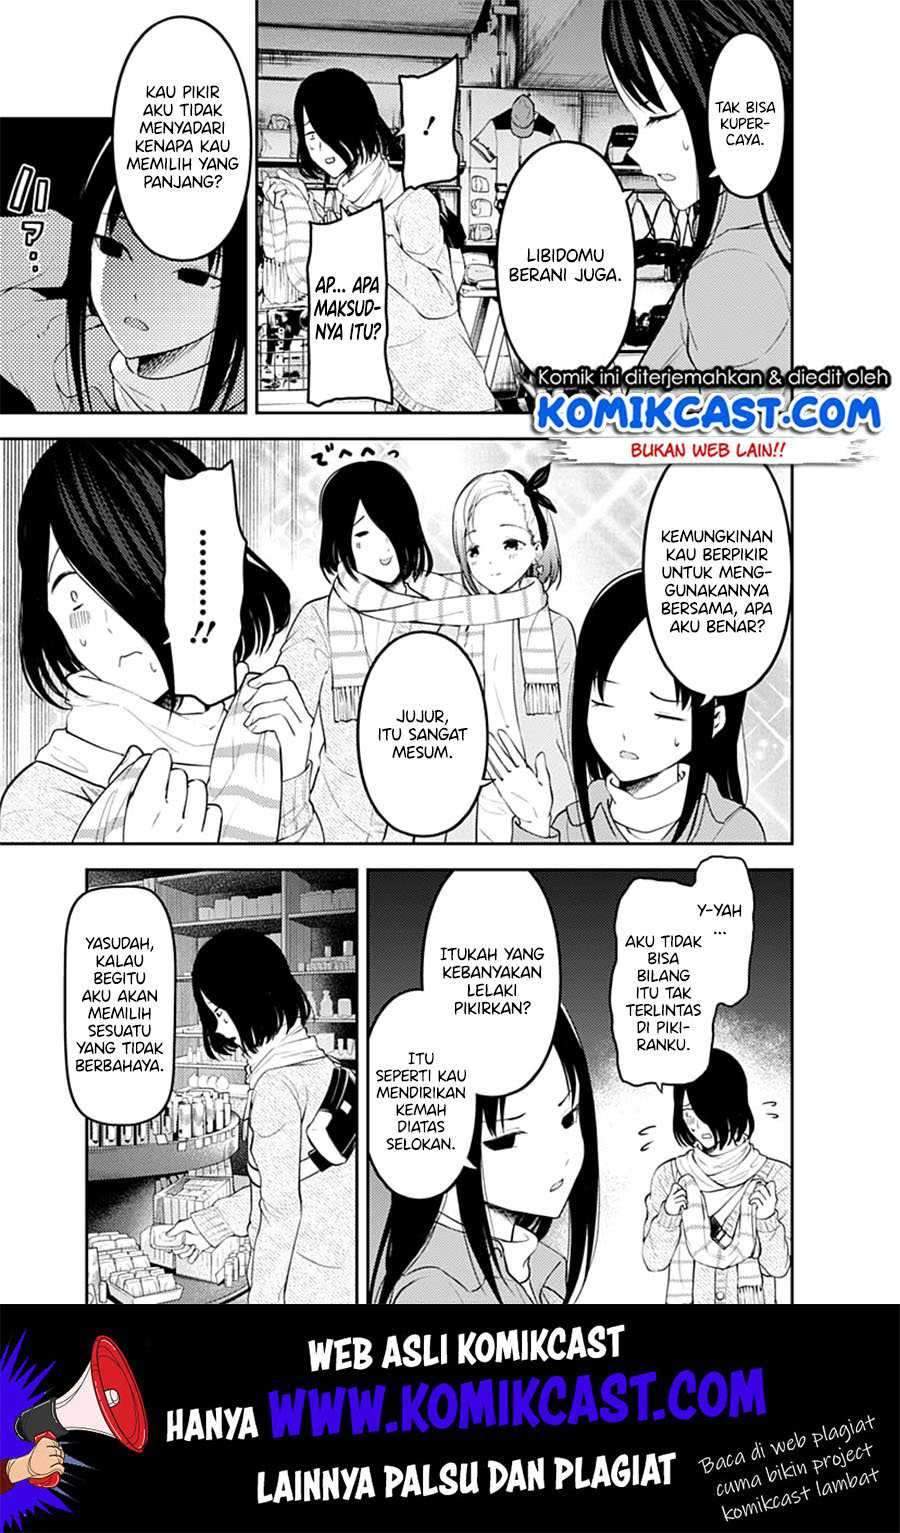 TAK BISA
KUPER-
CAYA.
LIBIDOMU
BERANI JUGA.
!
AP... APA
MAKSUD-
NYA ITU?
KAU PIKIR
AKU TIDAK
MENYADARI
KENAPA KAU
MEMILIH YANG
PANJANG?
Komik ini diterjemahkan & diedit oleh
KOMIKCAST.COM
BUKAN WEB LAIN!!
KEMUNGKINAN
KAU BERPIKIR
UNTUK MENG-
GUNAKANNYA
BERSAMA, APA
AKU BENAR?
でへへっ
JUJUR,
ITU SANGAT
MESUM.
......!!
Y-YAH
...
AKU TIDAK
BISA
BILANG
ITU TAK
TERLINTAS
DI PIKI-
RANKU.
ITUKAH YANG
KEBANYAKAN
LELAKI
PIKIRKAN?
ITU
SEPERTI KAU
MENDIRIKAN
KEMAH
DIATAS
SELOKAN.
YASUDAH,
KALAU
BEGITU
AKU AKAN
MEMILIH
SESUATU
YANG TIDAK
BERBAHAYA.
WEB ASLI KOMIKCAST
HANYA WWW.KOMIKCAST.COM
LAINNYA PALSU DAN PLAGIAT
Baca di web plagiat
cuma bikin project
komikcast lambat